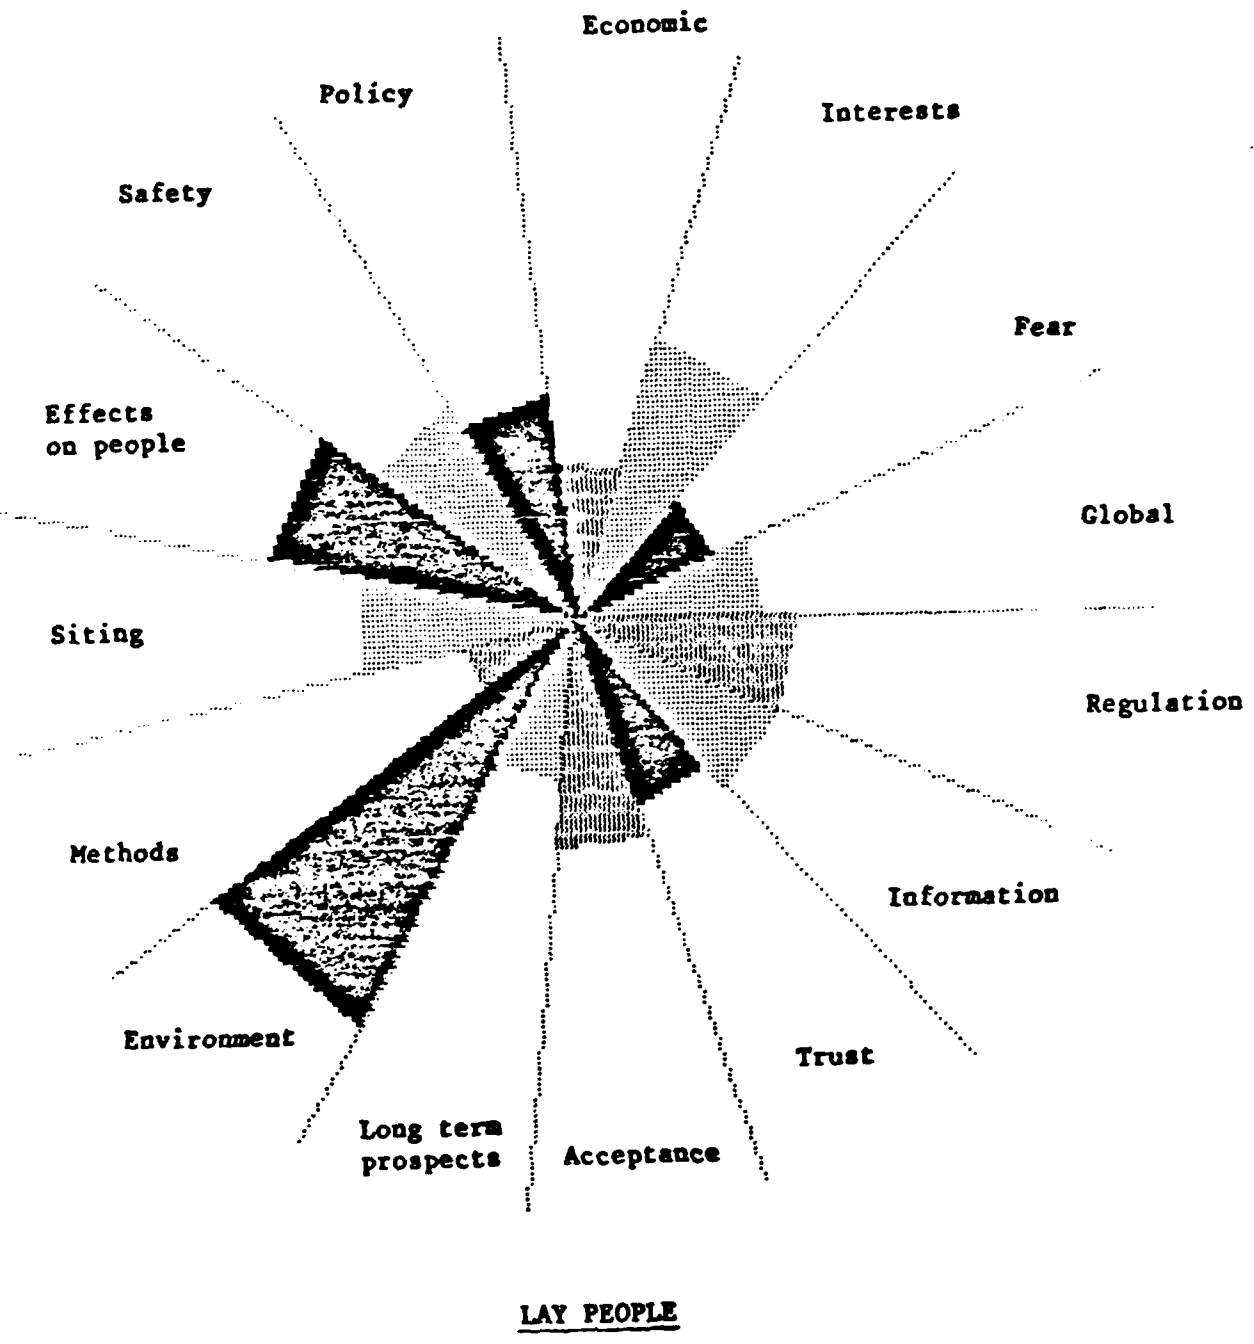 Economic
Policy
Interests
Safety
Fear
Effects
on people
Global
Siting
Regulation
Methods
Information
Environment
Trust
Long term
prospects
Acceptance
LAY PEOPLE